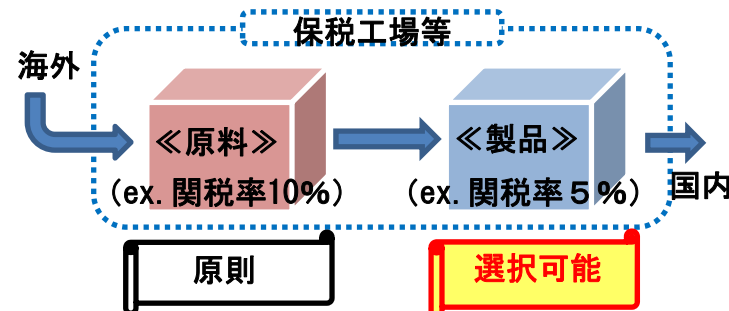 保税工場等
海外
≪原料≫
≪製品≫
(ex.関税率10%)
(ex.関税率５%)
国内
原則
選択可能